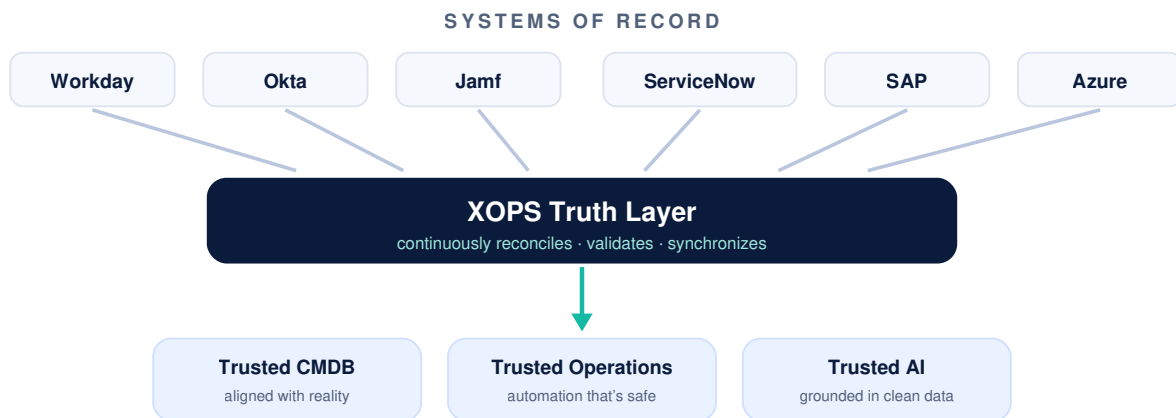 SYSTEMS OF RECORD
Workday
Okta
Jamf
ServiceNow
SAP
Azure
XOPS Truth Layer
continuously reconciles · validates · synchronizes
Trusted CMDB
aligned with reality
Trusted Operations
automation that's safe
Trusted AI
grounded in clean data